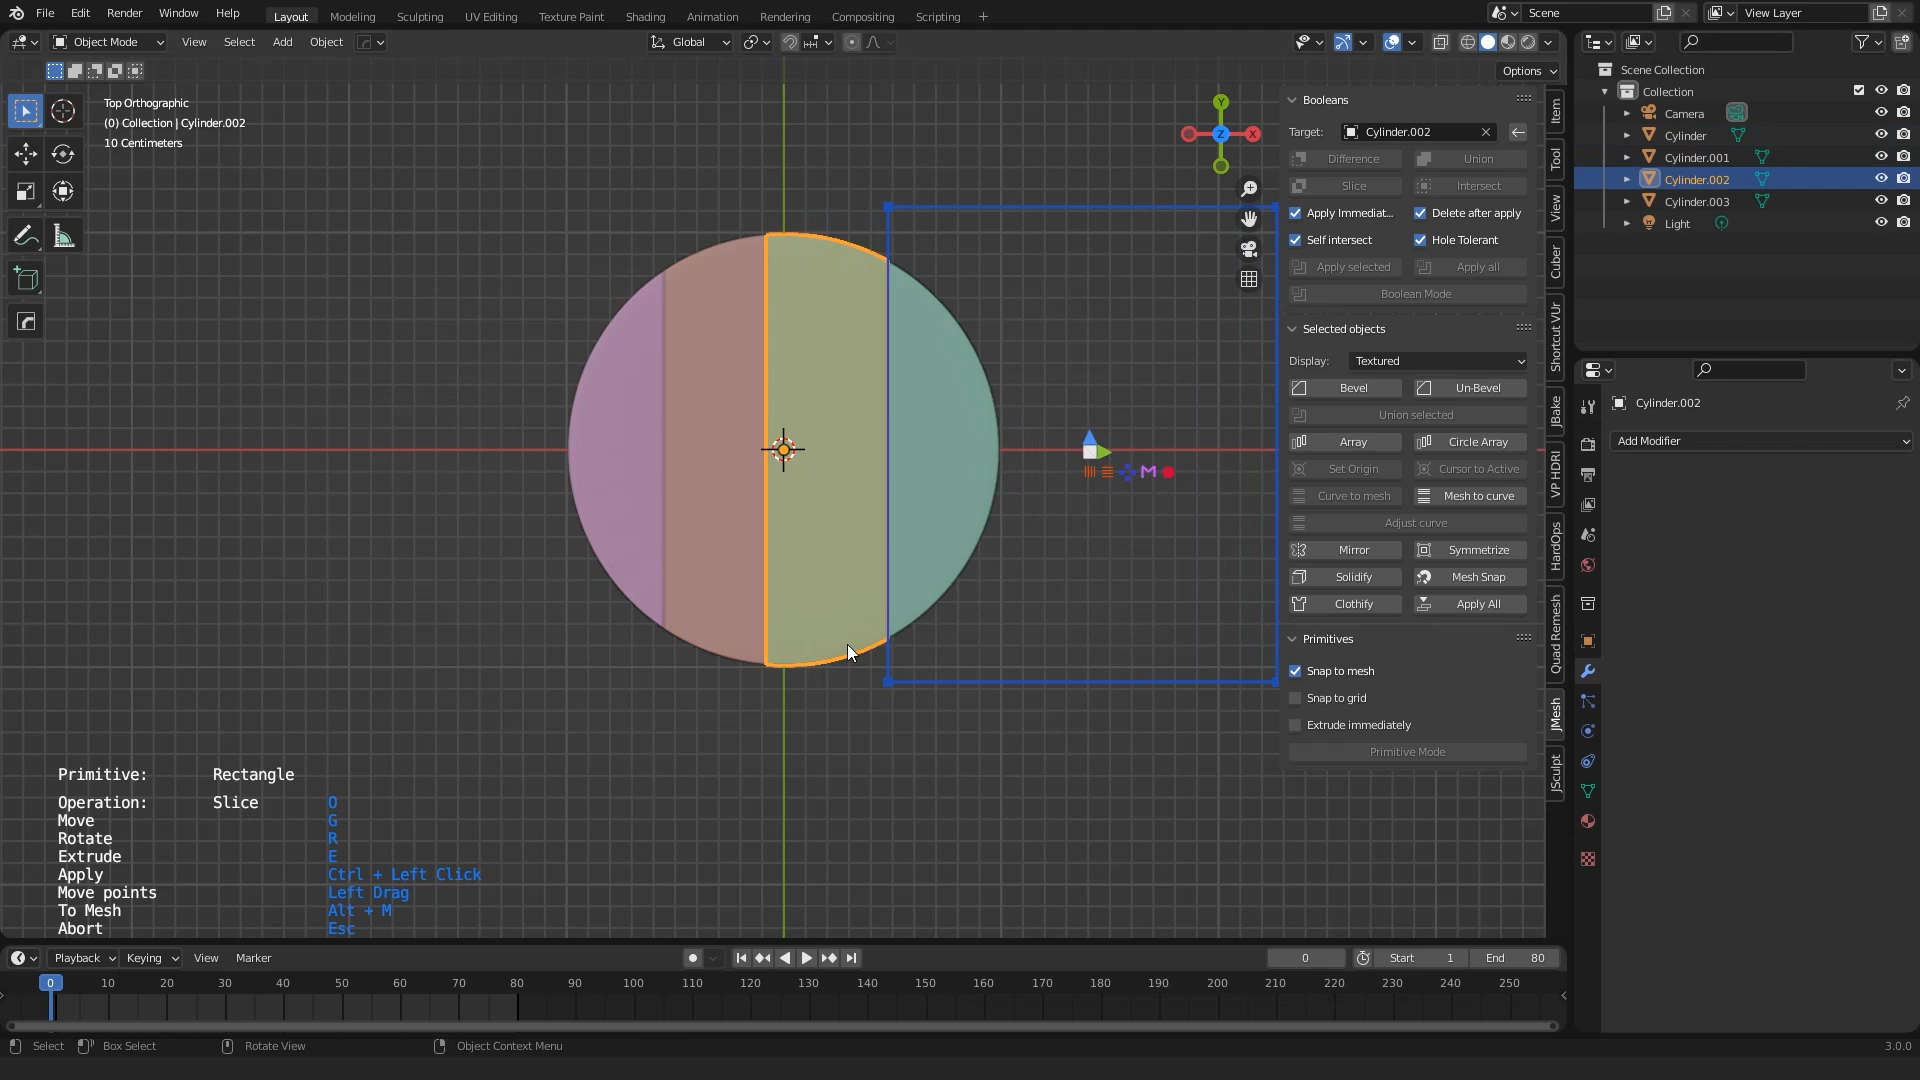 File Edit Render Window Help Layout Modeling Sculpting UV Editing Texture Paint Shading Animation Rendering Compositing Scripting + Scene View Layer
Object Mode View Select Add Object Global
Options
Top Orthographic
(0) Collection | Cylinder.002
10 Centimeters
Y
X
Z
Booleans
Target: Cylinder.002
Difference Union
Slice Intersect
Apply Immediat... Delete after apply
Self intersect Hole Tolerant
Apply selected Apply all
Boolean Mode
Selected objects
Display: Textured
Bevel Un-Bevel
Union selected
Array Circle Array
Set Origin Cursor to Active
Curve to mesh Mesh to curve
Adjust curve
Mirror Symmetrize
Solidify Mesh Snap
Clothify Apply All
Primitives
Snap to mesh
Snap to grid
Extrude immediately
Primitive Mode
Item
Tool
View
Cuber
Shortcut VUr
JBake
VP HDRI
HardOps
Quad Remesh
JMesh
JSculpt
Scene Collection
Collection
Camera
Cylinder
Cylinder.001
Cylinder.002
Cylinder.003
Light
Cylinder.002
Add Modifier
M
Primitive: Rectangle
Operation: Slice O
Move G
Rotate R
Extrude E
Apply Ctrl + Left Click
Move points Left Drag
To Mesh Alt + M
Abort Esc
Playback Keying View Marker 0 Start 1 End 80
0 10 20 30 40 50 60 70 80 90 100 110 120 130 140 150 160 170 180 190 200 210 220 230 240 250
Select Box Select Rotate View Object Context Menu 3.0.0